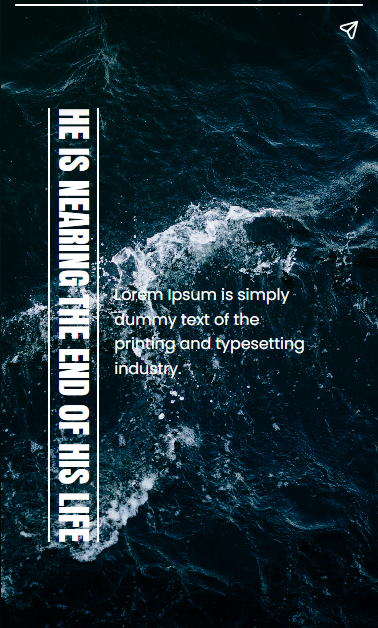 HE IS NEARING THE END OF HIS LIFE
Lorem Ipsum is simply
dummy text of the
printing and typesetting
industry.